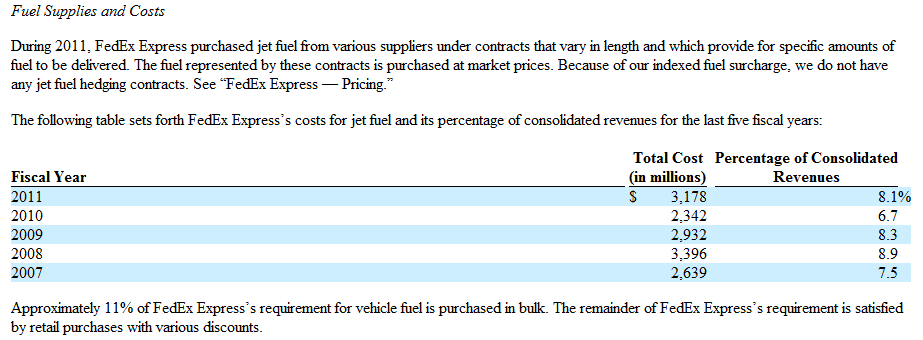 Fuel Supplies and Costs
During 2011, FedEx Express purchased jet fuel from various suppliers under contracts that vary in length and which provide for specific amounts of
fuel to be delivered. The fuel represented by these contracts is purchased at market prices. Because of our indexed fuel surcharge, we do not have
any jet fuel hedging contracts. See “FedEx Express — Pricing.”
The following table sets forth FedEx Express’s costs for jet fuel and its percentage of consolidated revenues for the last five fiscal years:
Total Cost Percentage of Consolidated
Fiscal Year (in millions) Revenues
2011 $ 3,178 8.1%
2010 2,342 6.7
2009 2,932 8.3
2008 3,396 8.9
2007 2,639 7.5
Approximately 11% of FedEx Express’s requirement for vehicle fuel is purchased in bulk. The remainder of FedEx Express’s requirement is satisfied
by retail purchases with various discounts.